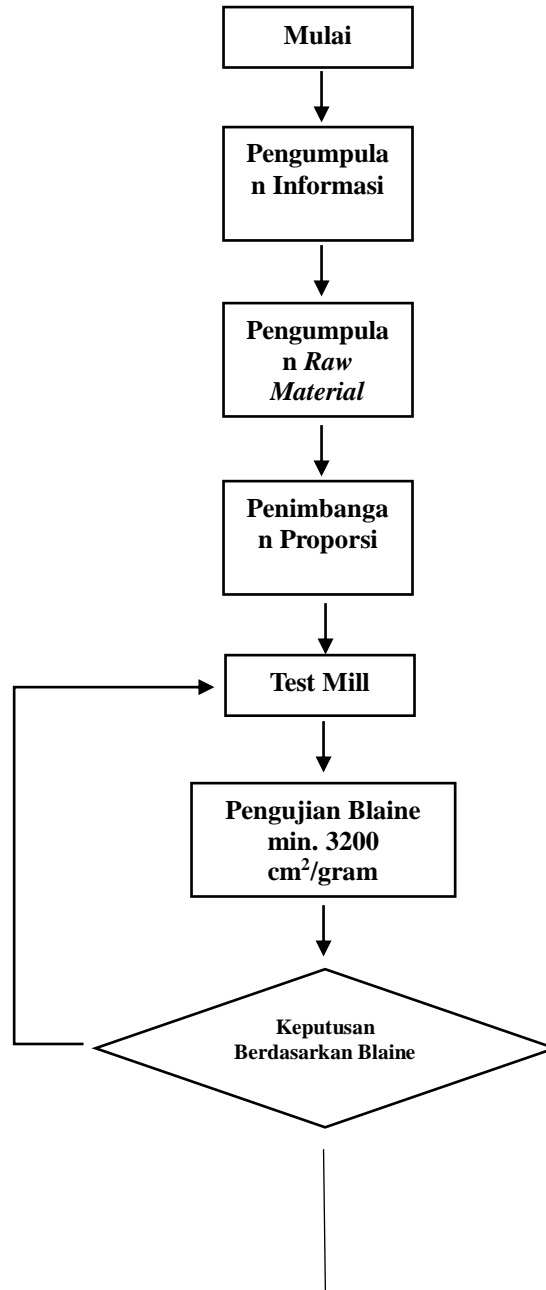 Mulai
Pengumpula
n Informasi
Pengumpula
n Raw
Material
Penimbanga
n Proporsi
Test Mill
Pengujian Blaine
min. 3200
cm²/gram
Keputusan
Berdasarkan Blaine